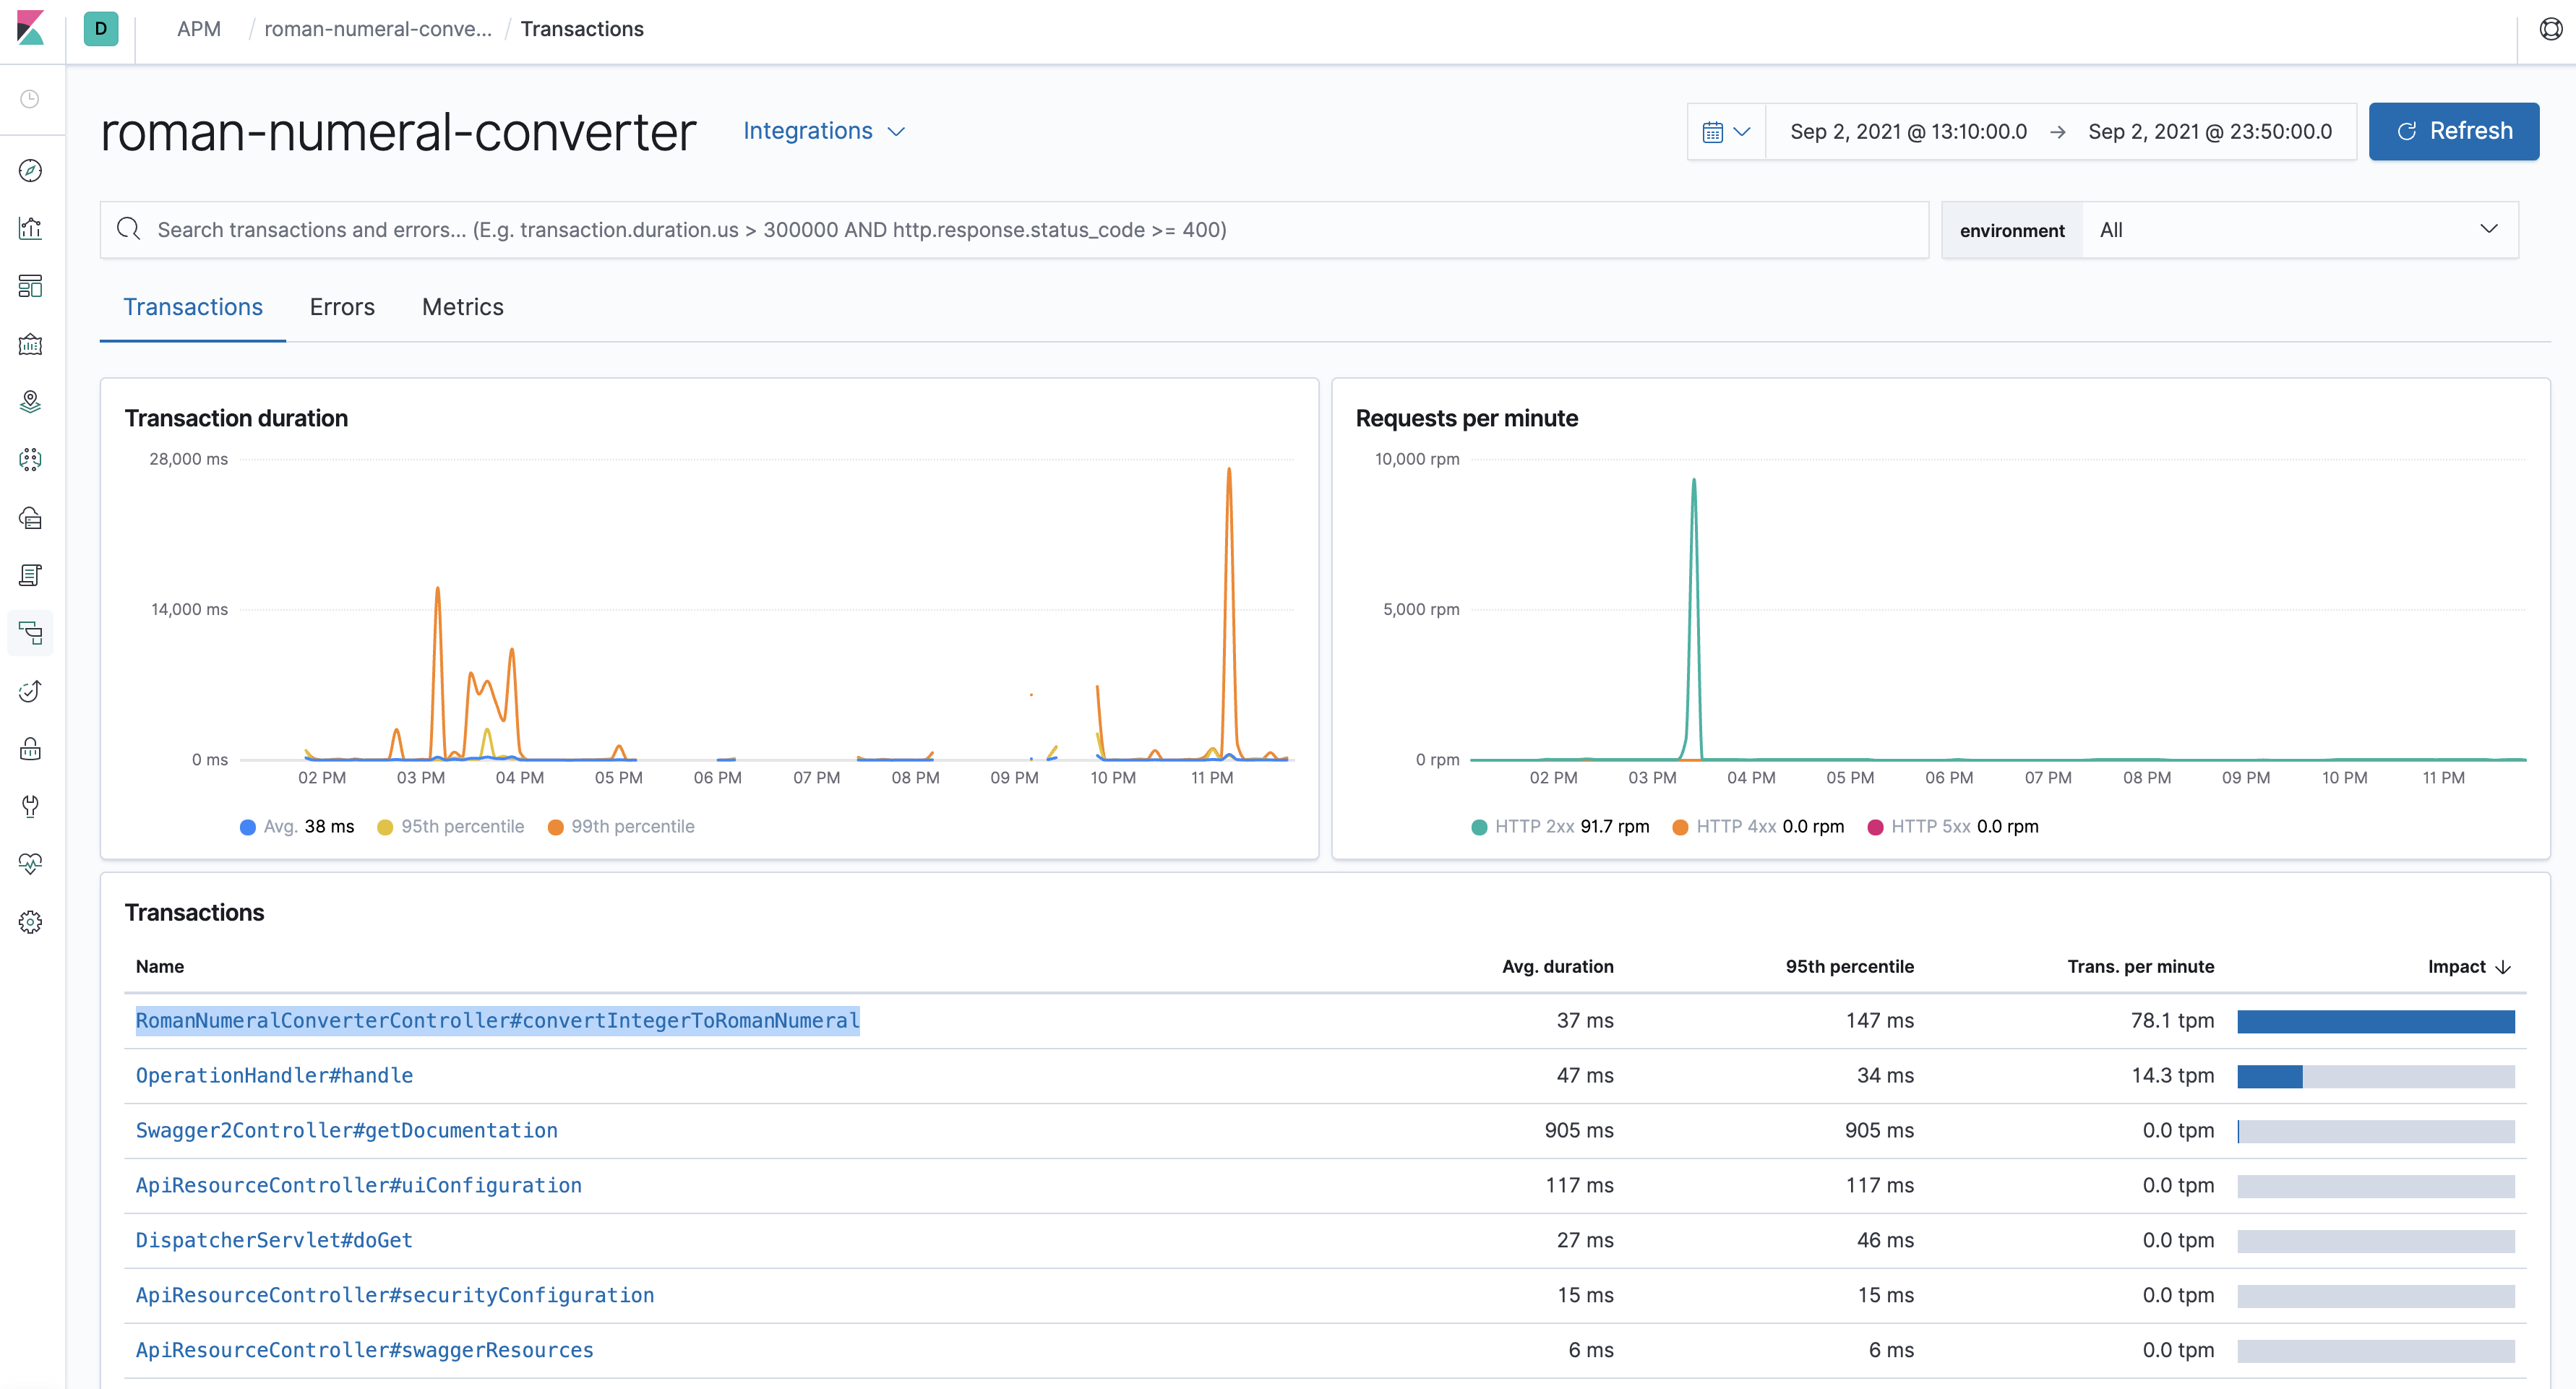 D
APM / roman-numeral-conve... / Transactions
roman-numeral-converter
Integrations
Sep 2, 2021 @ 13:10:00.0 → Sep 2, 2021 @ 23:50:00.0
Refresh
Search transactions and errors... (E.g. transaction.duration.us > 300000 AND http.response.status_code >= 400)
environment All
Transactions Errors Metrics
Transaction duration
28,000 ms
14,000 ms
0 ms
02 PM 03 PM 04 PM 05 PM 06 PM 07 PM 08 PM 09 PM 10 PM 11 PM
Avg. 38 ms 95th percentile 99th percentile
Requests per minute
10,000 rpm
5,000 rpm
0 rpm
02 PM 03 PM 04 PM 05 PM 06 PM 07 PM 08 PM 09 PM 10 PM 11 PM
HTTP 2xx 91.7 rpm HTTP 4xx 0.0 rpm HTTP 5xx 0.0 rpm
Transactions
Name Avg. duration 95th percentile Trans. per minute Impact ↓
RomanNumeralConverterController#convertIntegerToRomanNumeral 37 ms 147 ms 78.1 tpm
OperationHandler#handle 47 ms 34 ms 14.3 tpm
Swagger2Controller#getDocumentation 905 ms 905 ms 0.0 tpm
ApiResourceController#uiConfiguration 117 ms 117 ms 0.0 tpm
DispatcherServlet#doGet 27 ms 46 ms 0.0 tpm
ApiResourceController#securityConfiguration 15 ms 15 ms 0.0 tpm
ApiResourceController#swaggerResources 6 ms 6 ms 0.0 tpm